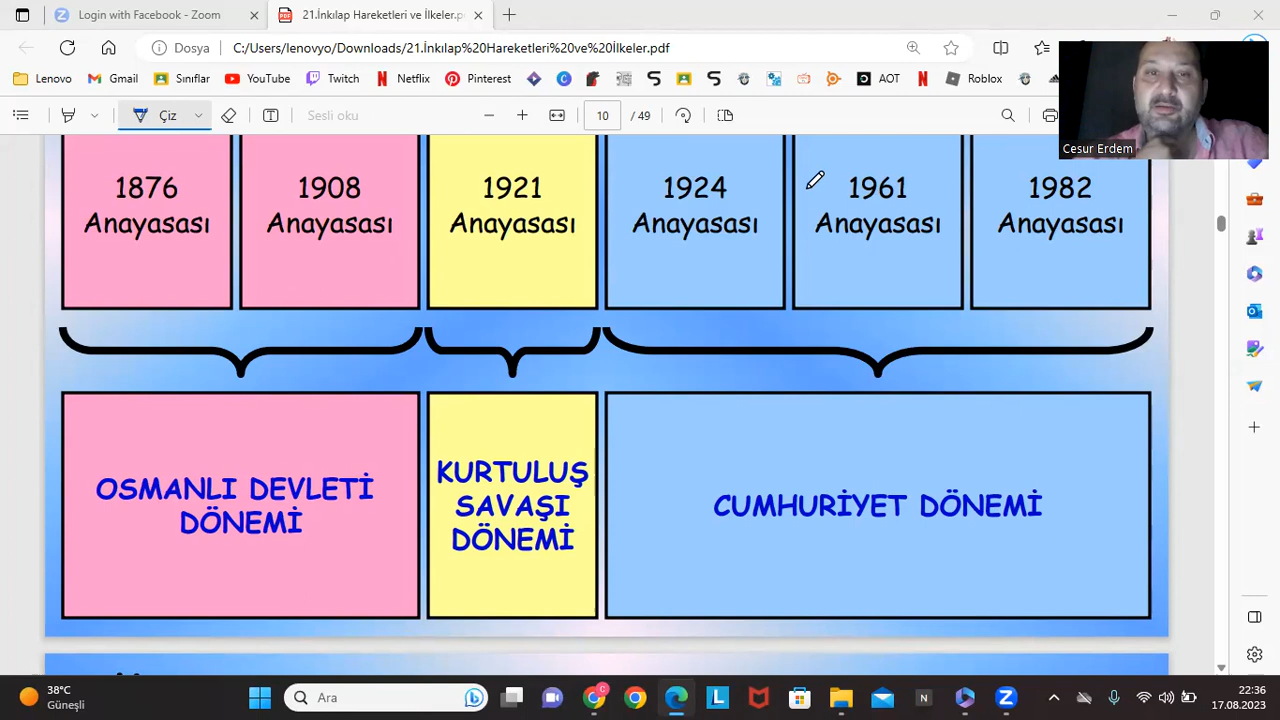 Login with Facebook - Zoom
21.İnkılap Hareketleri ve İlkeler.p
Dosya
C:/Users/lenovyo/Downloads/21.İnkılap%20Hareketleri%20ve%20İlkeler.pdf
Lenovo
Gmail
Sınıflar
YouTube
Twitch
Netflix
Pinterest
AOT
Roblox
Çiz
Sesli oku
10 / 49
Cesur Erdem
1876
Anayasası
1908
Anayasası
1921
Anayasası
1924
Anayasası
1961
Anayasası
1982
Anayasası
OSMANLI DEVLETİ
DÖNEMİ
KURTULUŞ
SAVAŞI
DÖNEMİ
CUMHURİYET DÖNEMİ
38°C
Güneşli
Ara
22:36
17.08.2023